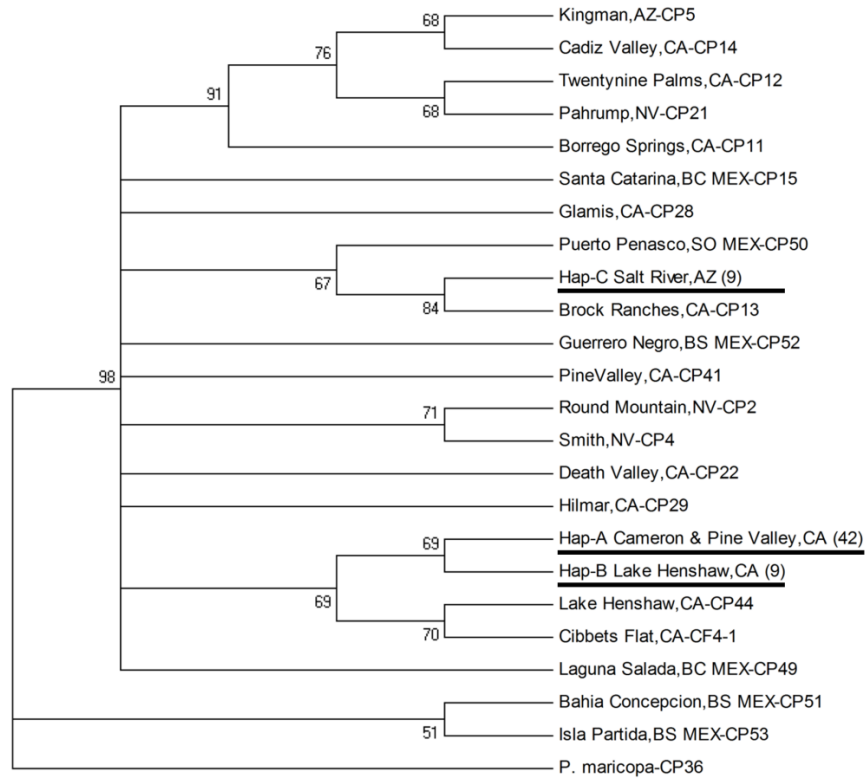 Kingman,AZ-CP5
68
Cadiz Valley,CA-CP14
76
Twentynine Palms,CA-CP12
91
68
Pahrump,NV-CP21
Borrego Springs,CA-CP11
Santa Catarina,BC MEX-CP15
Glamis,CA-CP28
Puerto Penasco,SO MEX-CP50
67
Hap-C Salt River,AZ (9)
84
Brock Ranches,CA-CP13
Guerrero Negro,BS MEX-CP52
98
PineValley,CA-CP41
71
Round Mountain,NV-CP2
Smith,NV-CP4
Death Valley,CA-CP22
Hilmar,CA-CP29
69
Hap-A Cameron & Pine Valley,CA (42)
Hap-B Lake Henshaw,CA (9)
69
Lake Henshaw,CA-CP44
70
Cibbets Flat,CA-CF4-1
Laguna Salada,BC MEX-CP49
Bahia Concepcion,BS MEX-CP51
51
Isla Partida,BS MEX-CP53
P. maricopa-CP36